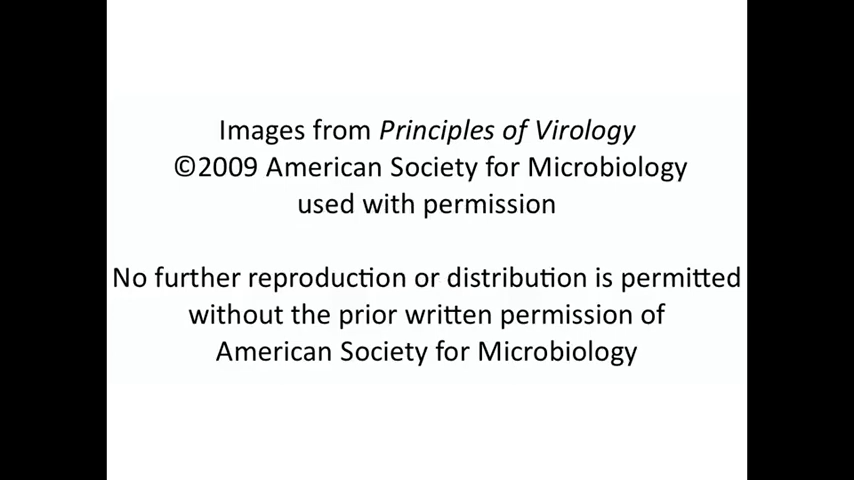 Images from Principles of Virology
©2009 American Society for Microbiology
used with permission
No further reproduction or distribution is permitted
without the prior written permission of
American Society for Microbiology